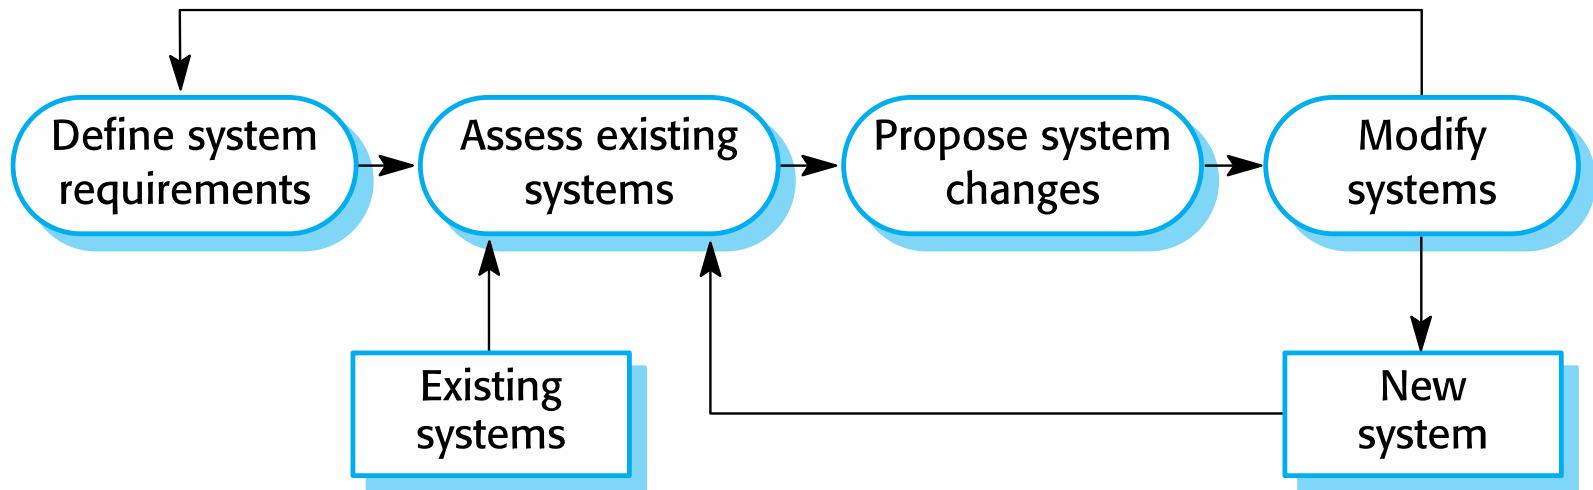 Define system
requirements
Assess existing
systems
Propose system
changes
Modify
systems
Existing
systems
New
system